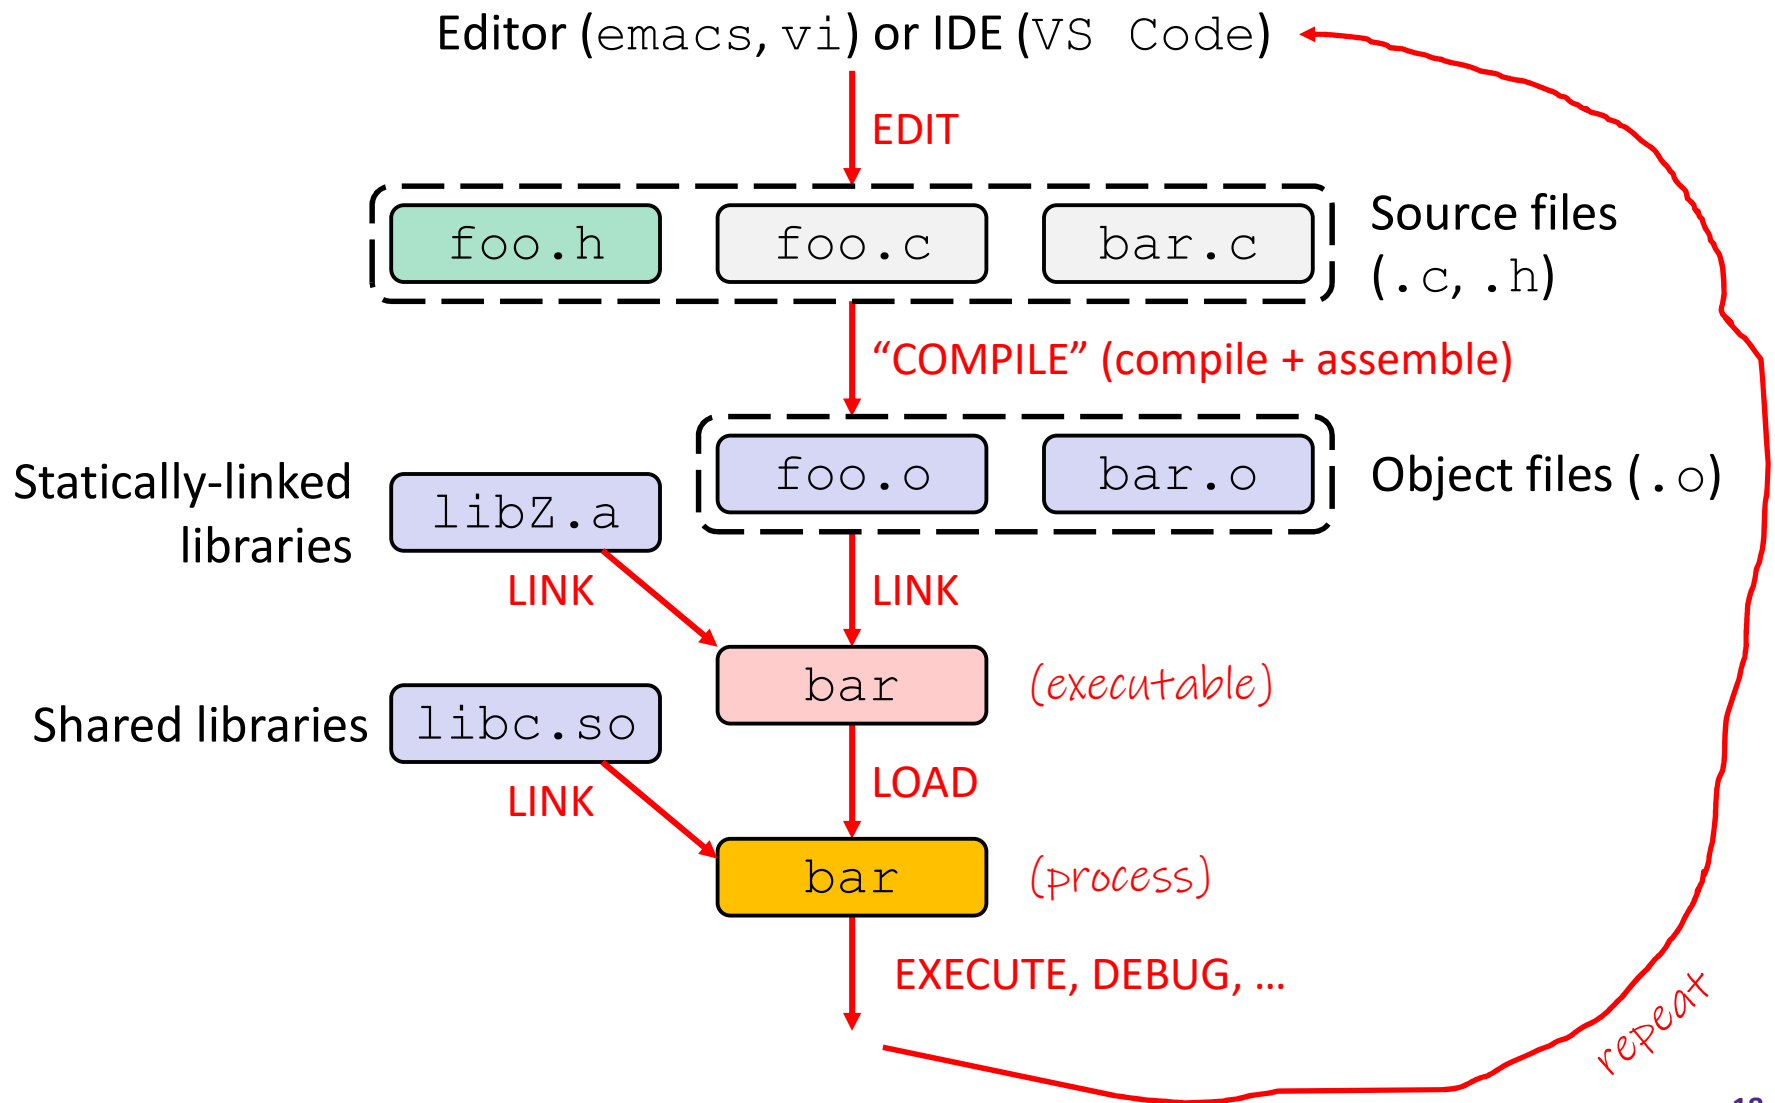 Editor (emacs, vi) or IDE (VS Code)
EDIT
foo.h
foo.c
bar.c
Source files
(.c, .h)
“COMPILE” (compile + assemble)
foo.o
bar.o
Object files (.o)
Statically-linked
libraries
libZ.a
LINK
LINK
bar
(executable)
Shared libraries
libc.so
LINK
LOAD
bar
(process)
EXECUTE, DEBUG, …
repeat